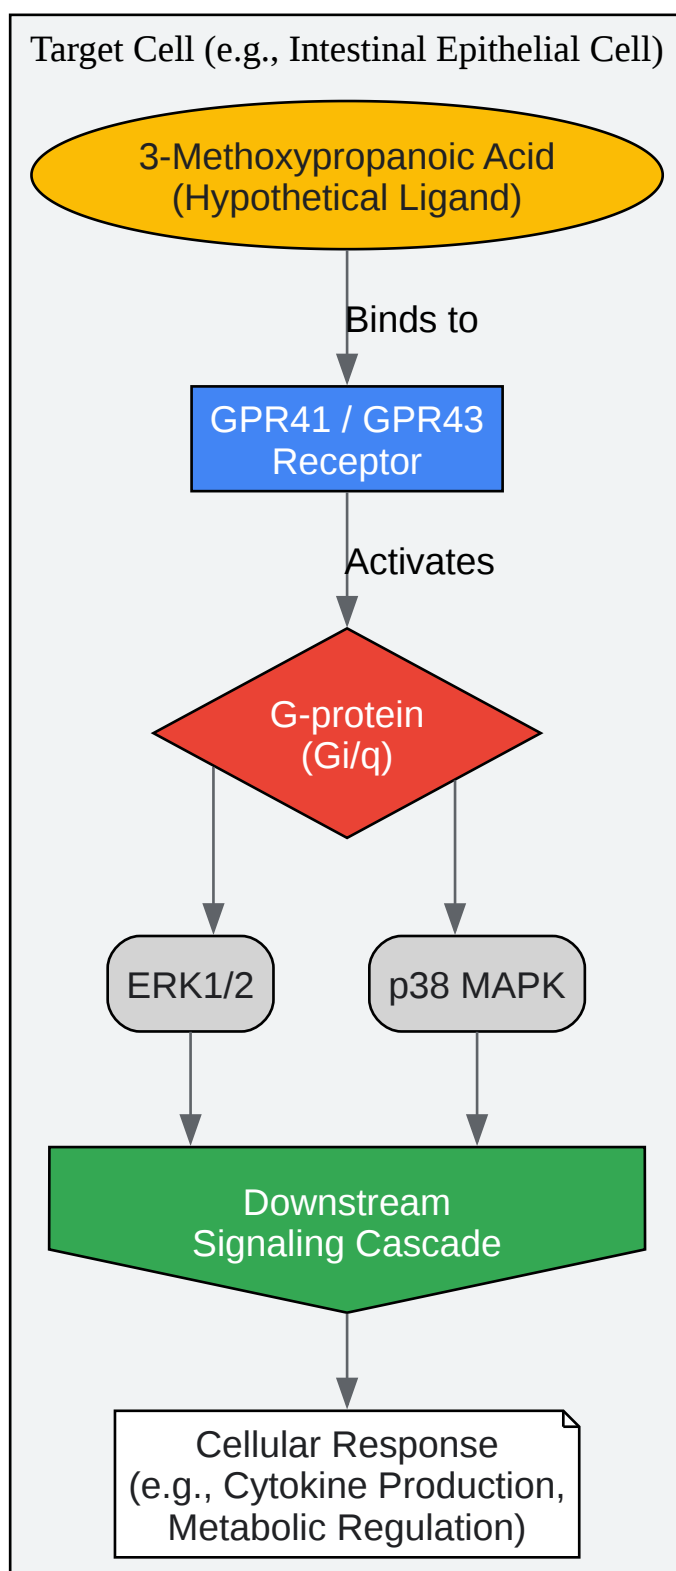 Target Cell (e.g., Intestinal Epithelial Cell)
3-Methoxypropanoic Acid
(Hypothetical Ligand)
Binds to
GPR41 / GPR43
Receptor
Activates
G-protein
(Gi/q)
ERK1/2
p38 MAPK
Downstream
Signaling Cascade
Cellular Response
(e.g., Cytokine Production,
Metabolic Regulation)